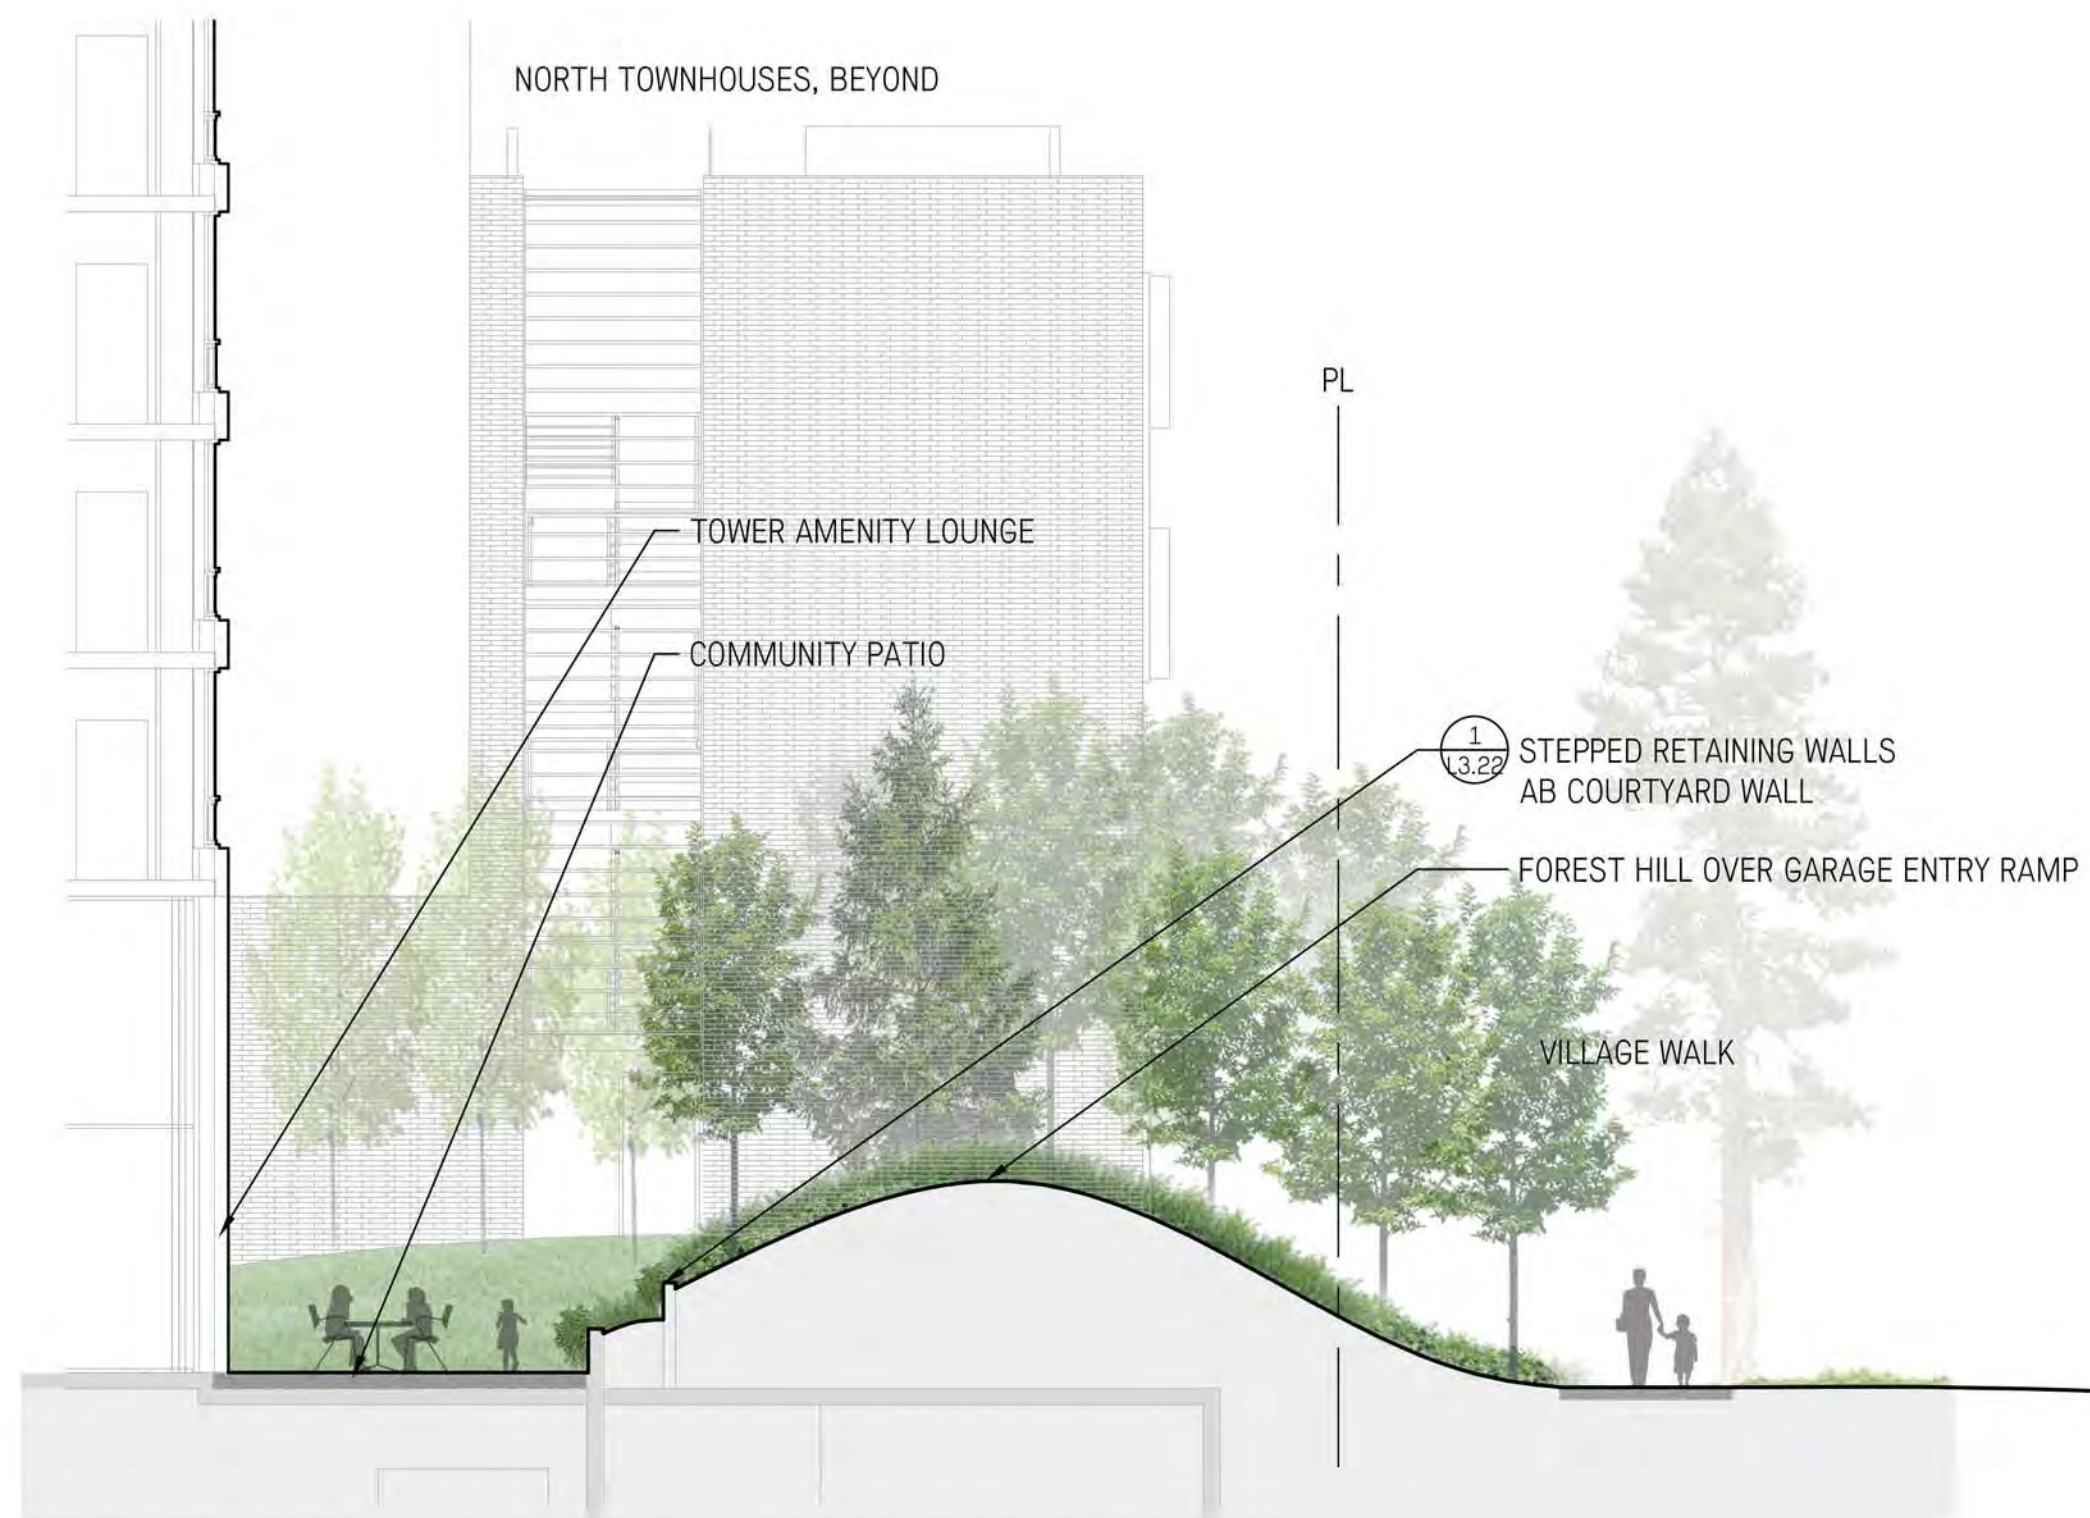 NORTH TOWNHOUSES, BEYOND
PL
TOWER AMENITY LOUNGE
COMMUNITY PATIO
1
L3.22
STEPPED RETAINING WALLS
AB COURTYARD WALL
FOREST HILL OVER GARAGE ENTRY RAMP
VILLAGE WALK